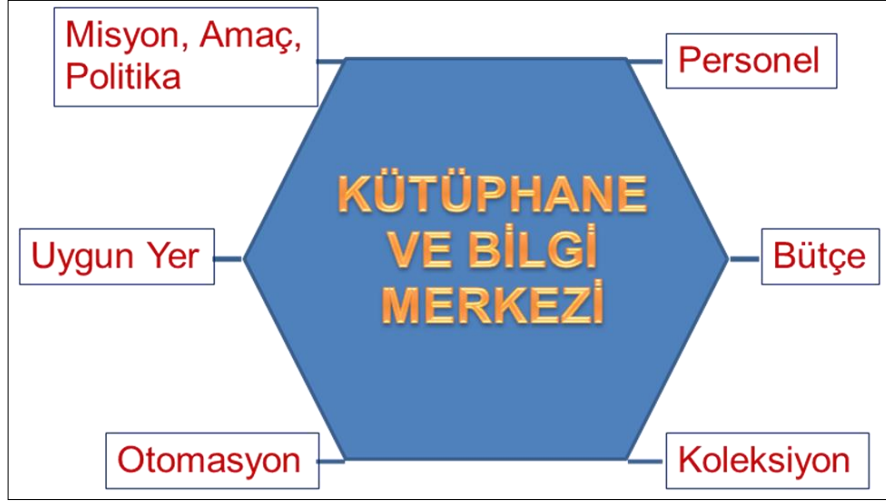 Misyon, Amaç,
Politika
Personel
KÜTÜPHANE
VE BİLGİ
MERKEZİ
Uygun Yer
Bütçe
Otomasyon
Koleksiyon